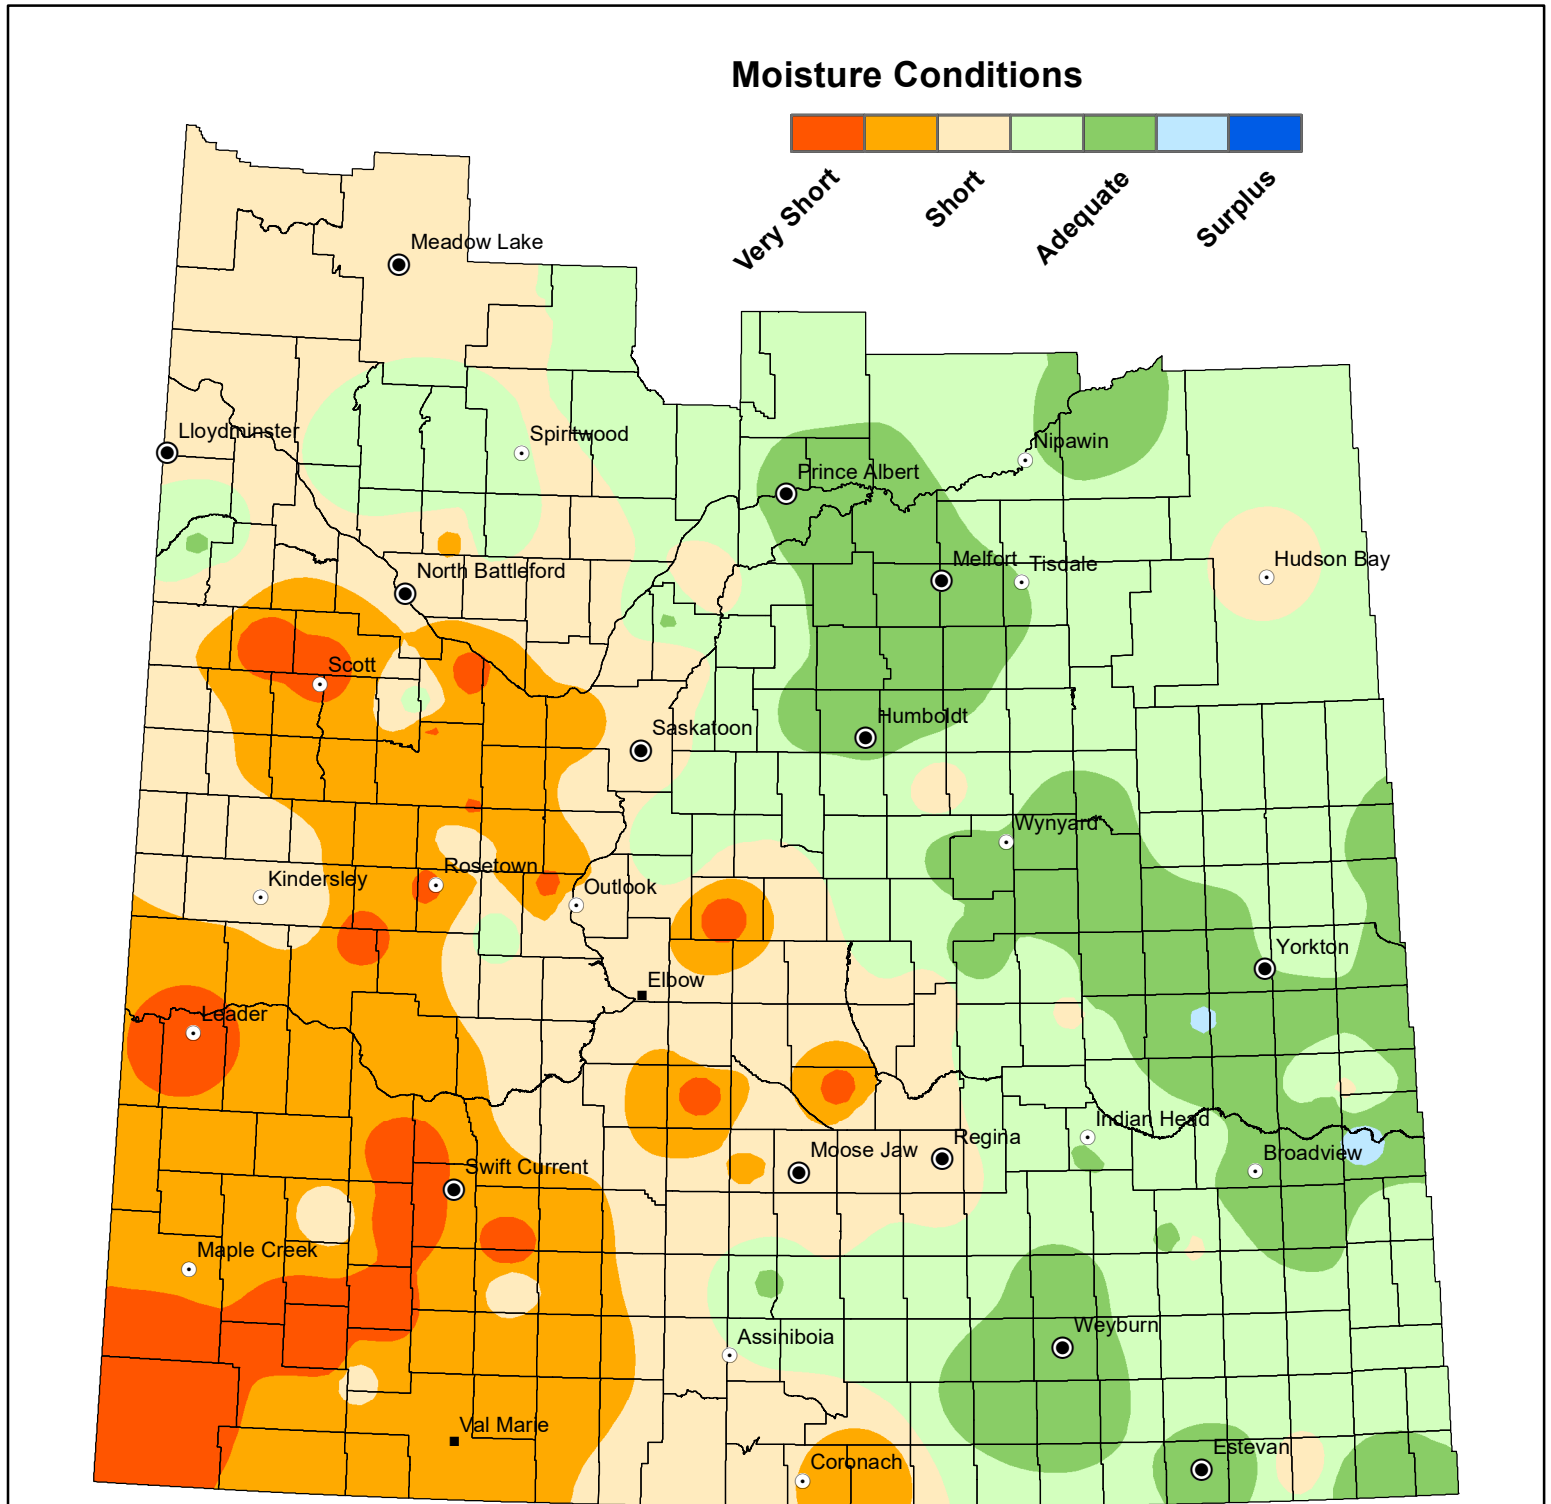 Moisture Conditions
Very Short
Short
Adequate
Surplus
Meadow Lake
Lloydminster
Spiritwood
Nipawin
Prince Albert
Melfort
Tisdale
Hudson Bay
North Battleford
Scott
Saskatoon
Humboldt
Wynyard
Rosetown
Kindersley
Outlook
Yorkton
Elbow
Leader
Indian Head
Regina
Moose Jaw
Broadview
Swift Current
Maple Creek
Weyburn
Assiniboia
Val Marie
Estevan
Coronach